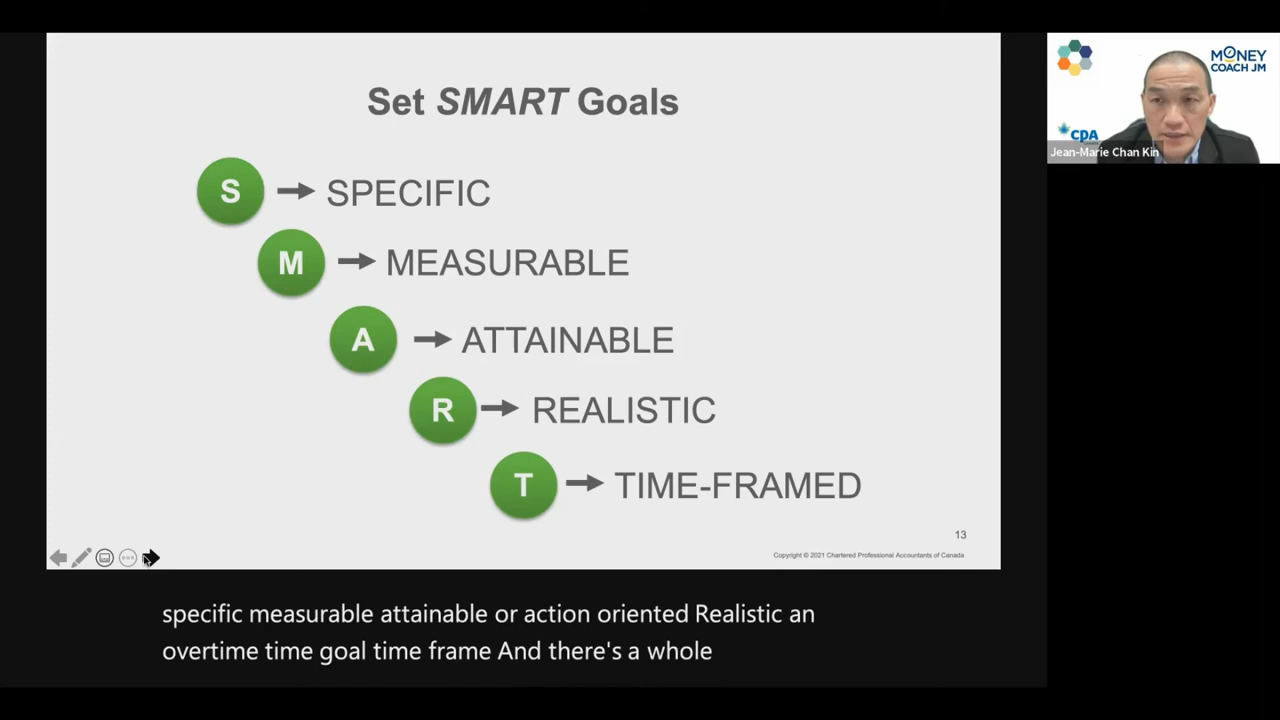 Set SMART Goals
S → SPECIFIC
M → MEASURABLE
A → ATTAINABLE
R → REALISTIC
T → TIME-FRAMED
13
Copyright © 2021 Chartered Professional Accountants of Canada
MONEY
COACH JM
CPA
Jean-Marie Chan Kin
specific measurable attainable or action oriented Realistic an
overtime time goal time frame And there's a whole